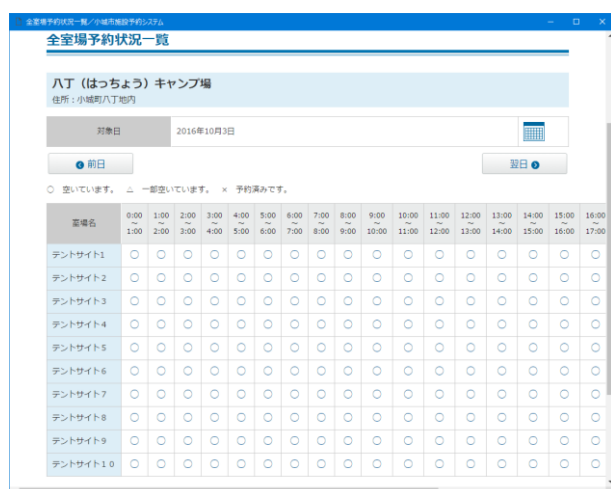 全室場予約状況一覧／小城市施設予約システム
全室場予約状況一覧
八丁（はっちょう）キャンプ場
住所：小城町八丁地内
対象日 2016年10月3日
前日 翌日
○ 空いています。 △ 一部空いています。 × 予約済みです。
室場名 0:00～1:00 1:00～2:00 2:00～3:00 3:00～4:00 4:00～5:00 5:00～6:00 6:00～7:00 7:00～8:00 8:00～9:00 9:00～10:00 10:00～11:00 11:00～12:00 12:00～13:00 13:00～14:00 14:00～15:00 15:00～16:00 16:00～17:00
テントサイト1 ○ ○ ○ ○ ○ ○ ○ ○ ○ ○ ○ ○ ○ ○ ○ ○ ○
テントサイト２ ○ ○ ○ ○ ○ ○ ○ ○ ○ ○ ○ ○ ○ ○ ○ ○ ○
テントサイト３ ○ ○ ○ ○ ○ ○ ○ ○ ○ ○ ○ ○ ○ ○ ○ ○ ○
テントサイト４ ○ ○ ○ ○ ○ ○ ○ ○ ○ ○ ○ ○ ○ ○ ○ ○ ○
テントサイト５ ○ ○ ○ ○ ○ ○ ○ ○ ○ ○ ○ ○ ○ ○ ○ ○ ○
テントサイト６ ○ ○ ○ ○ ○ ○ ○ ○ ○ ○ ○ ○ ○ ○ ○ ○ ○
テントサイト７ ○ ○ ○ ○ ○ ○ ○ ○ ○ ○ ○ ○ ○ ○ ○ ○ ○
テントサイト８ ○ ○ ○ ○ ○ ○ ○ ○ ○ ○ ○ ○ ○ ○ ○ ○ ○
テントサイト９ ○ ○ ○ ○ ○ ○ ○ ○ ○ ○ ○ ○ ○ ○ ○ ○ ○
テントサイト１０ ○ ○ ○ ○ ○ ○ ○ ○ ○ ○ ○ ○ ○ ○ ○ ○ ○